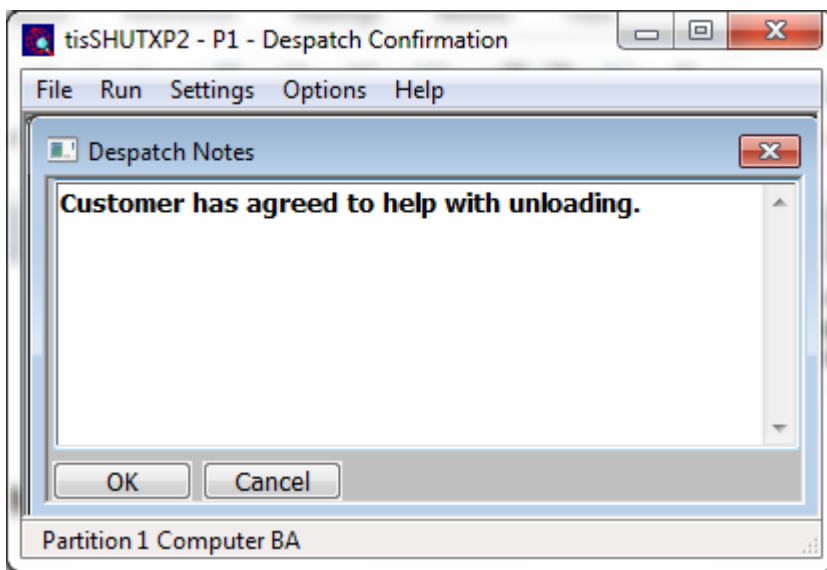 tisSHUTXP2 - P1 - Despatch Confirmation
File Run Settings Options Help
Despatch Notes
Customer has agreed to help with unloading.
OK Cancel
Partition 1 Computer BA